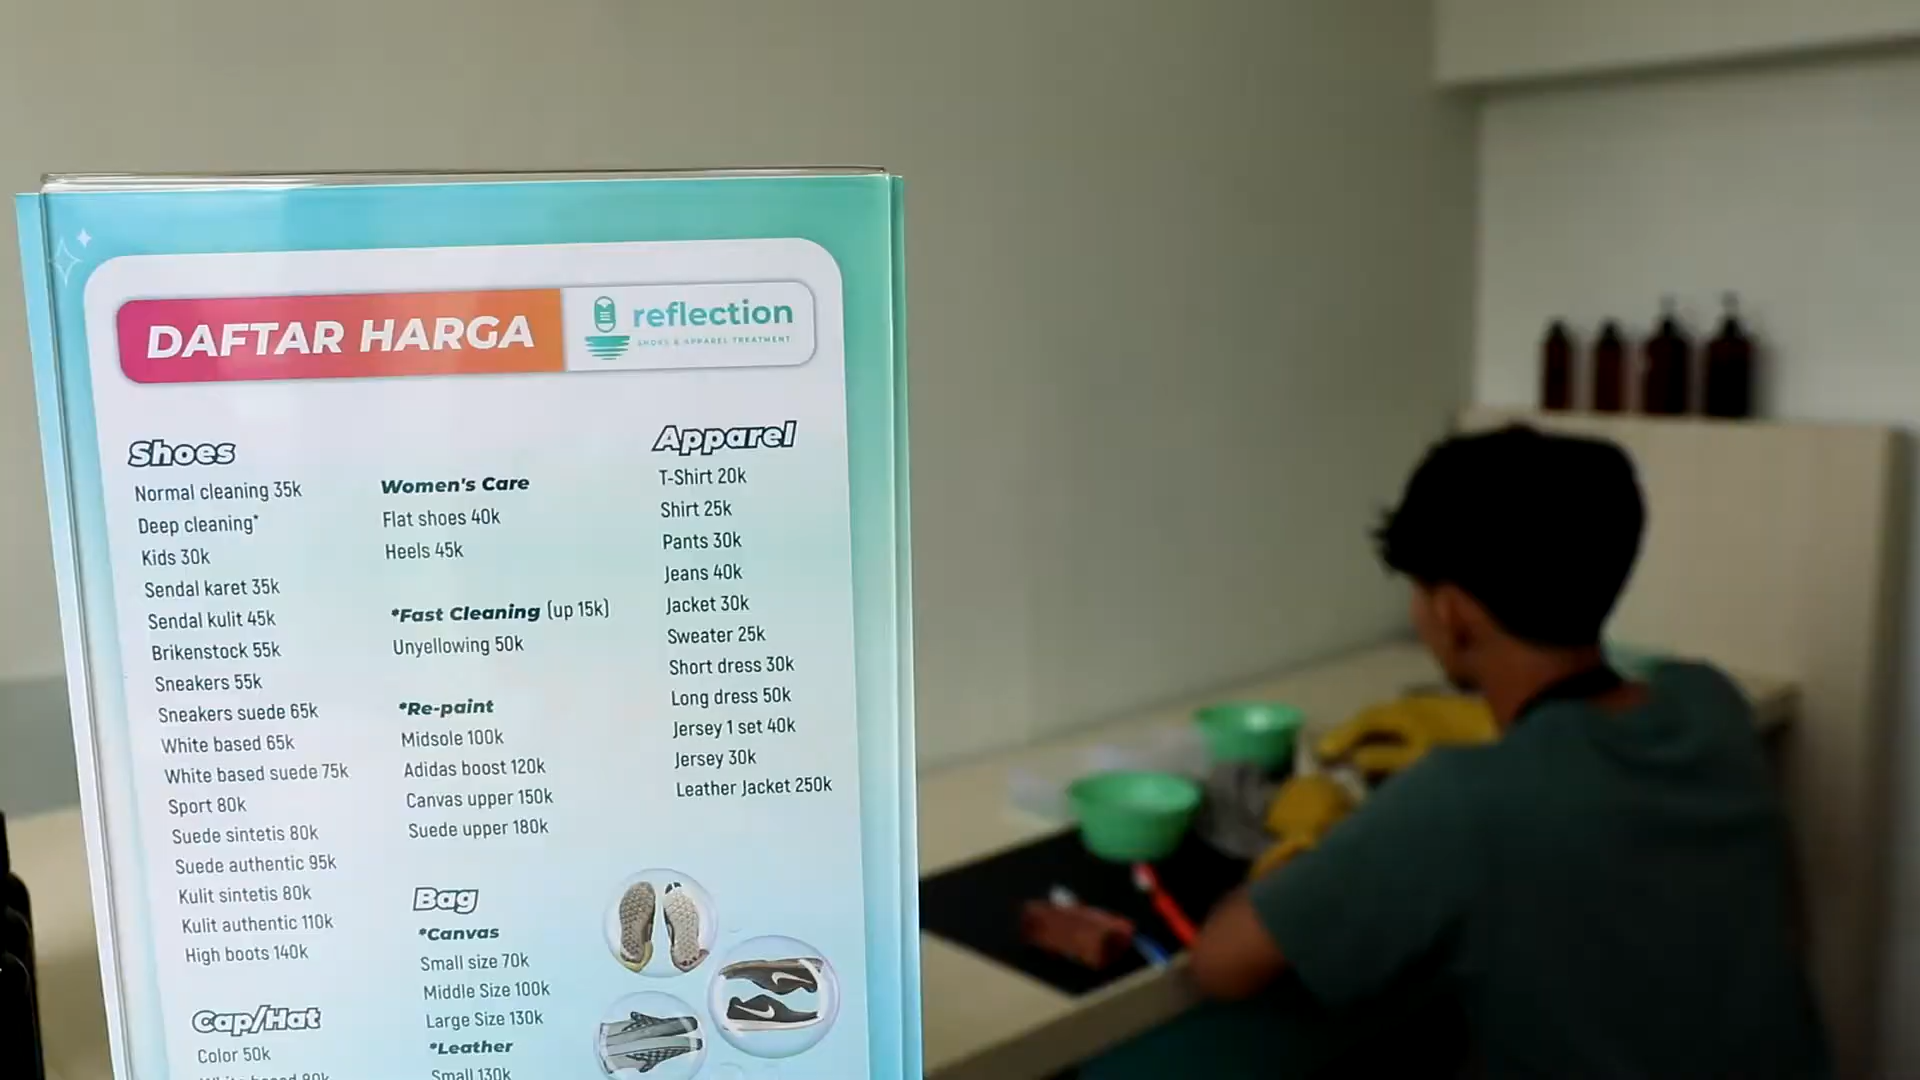 DAFTAR HARGA
reflection
SHOES & APPAREL TREATMENT
Shoes
Normal cleaning 35k
Deep cleaning*
Kids 30k
Sendal karet 35k
Sendal kulit 45k
Brikenstock 55k
Sneakers 55k
Sneakers suede 65k
White based 65k
White based suede 75k
Sport 80k
Suede sintetis 80k
Suede authentic 95k
Kulit sintetis 80k
Kulit authentic 110k
High boots 140k
Cap/Hat
Color 50k
White based 80k
Women's Care
Flat shoes 40k
Heels 45k
*Fast Cleaning (up 15k)
Unyellowing 50k
*Re-paint
Midsole 100k
Adidas boost 120k
Canvas upper 150k
Suede upper 180k
Bag
*Canvas
Small size 70k
Middle Size 100k
Large Size 130k
*Leather
Small 130k
Apparel
T-Shirt 20k
Shirt 25k
Pants 30k
Jeans 40k
Jacket 30k
Sweater 25k
Short dress 30k
Long dress 50k
Jersey 1 set 40k
Jersey 30k
Leather Jacket 250k